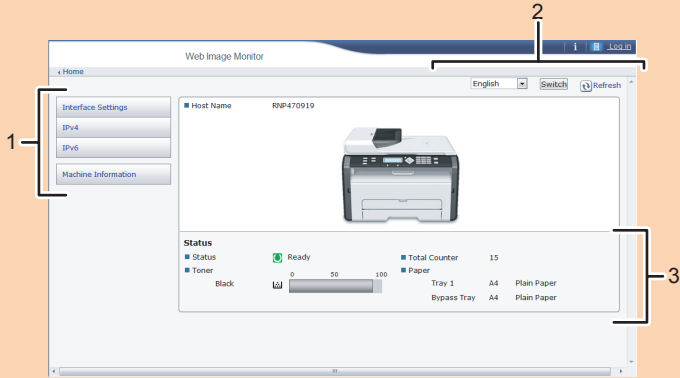 2
i Log in
Web Image Monitor
Home
English Switch Refresh
1
Interface Settings
IPv4
IPv6
Machine Information
Host Name RNP470919
3
Status
Status Ready
Toner
0 50 100
Black
Total Counter 15
Paper
Tray 1 A4 Plain Paper
Bypass Tray A4 Plain Paper